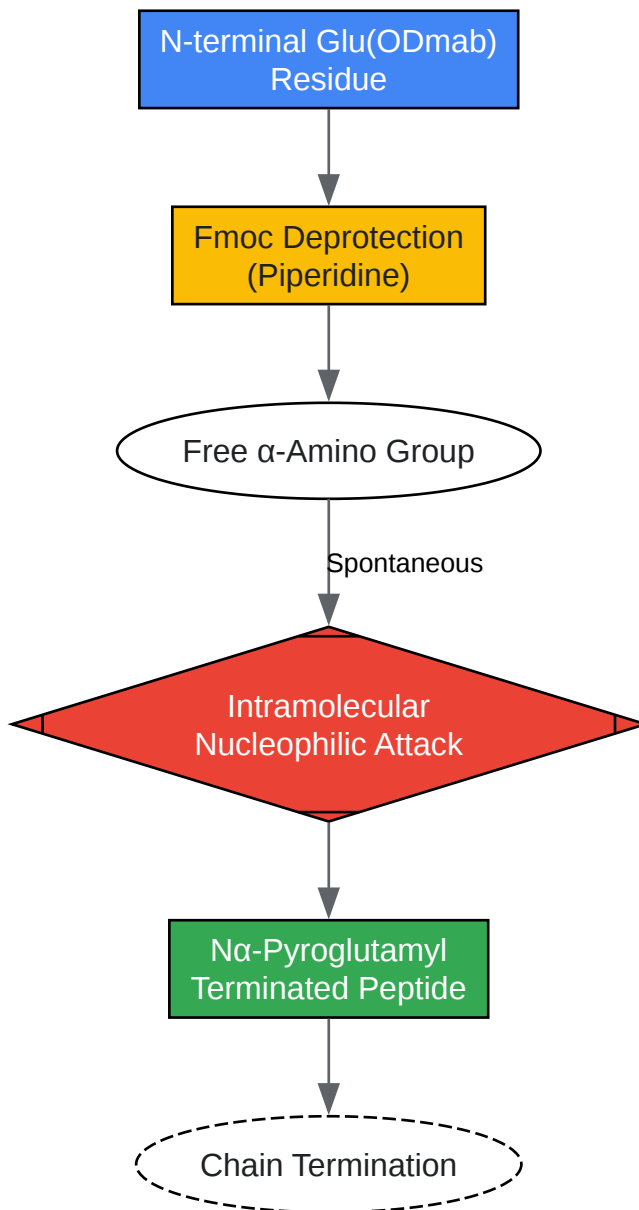 N-terminal Glu(ODmab)
Residue
Fmoc Deprotection
(Piperidine)
Free α-Amino Group
Spontaneous
Intramolecular
Nucleophilic Attack
Nα-Pyroglutamyl
Terminated Peptide
Chain Termination